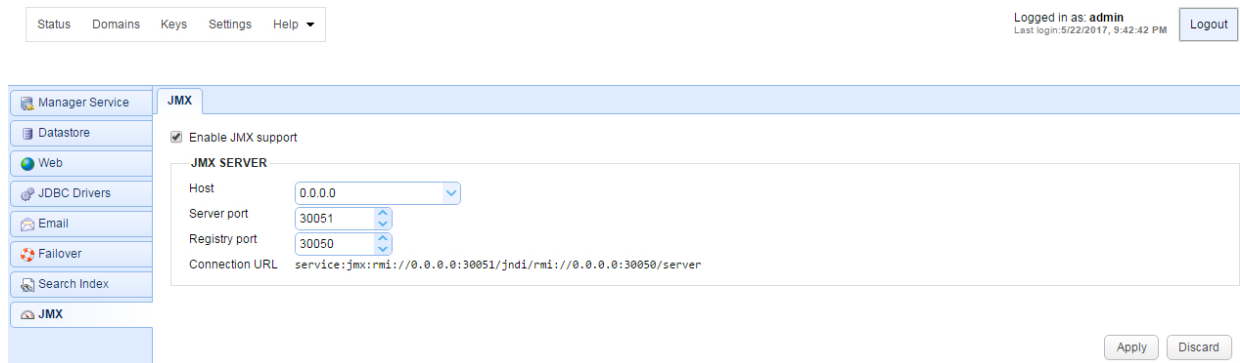 Status Domains Keys Settings Help
Logged in as: admin
Last login:5/22/2017, 9:42:42 PM
Logout
Manager Service
Datastore
Web
JDBC Drivers
Email
Failover
Search Index
JMX
JMX
Enable JMX support
JMX SERVER
Host 0.0.0.0
Server port 30051
Registry port 30050
Connection URL service:jmx:rmi://0.0.0.0:30051/jndi/rmi://0.0.0.0:30050/server
Apply Discard